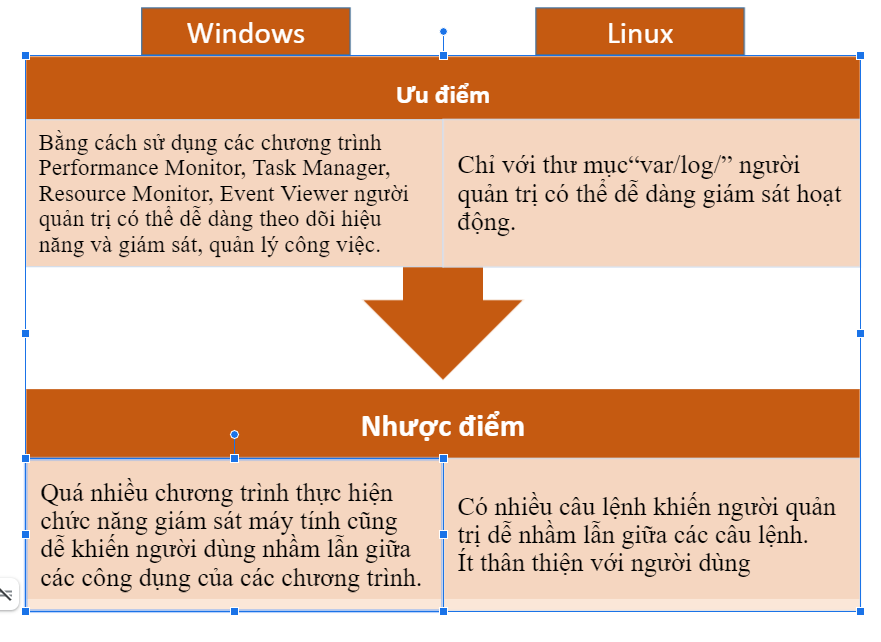 Windows
Linux
Ưu điểm
Bằng cách sử dụng các chương trình
Performance Monitor, Task Manager,
Resource Monitor, Event Viewer người
quản trị có thể dễ dàng theo dõi hiệu
năng và giám sát, quản lý công việc.
Chỉ với thư mục“var/log/” người
quản trị có thể dễ dàng giám sát hoạt
động.
Nhược điểm
Quá nhiều chương trình thực hiện
chức năng giám sát máy tính cũng
dễ khiến người dùng nhầm lẫn giữa
các công dụng của các chương trình.
Có nhiều câu lệnh khiến người quản
trị dễ nhầm lẫn giữa các câu lệnh.
Ít thân thiện với người dùng